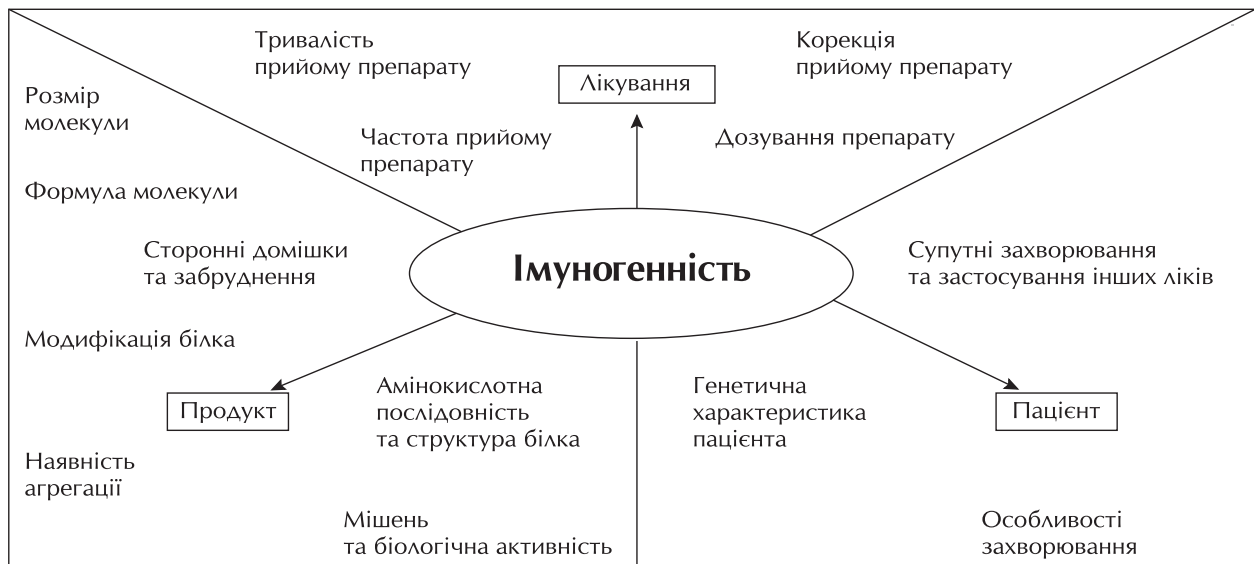 Тривалість
прийому препарату
Корекція
прийому препарату
Лікування
Частота прийому
препарату
Дозування препарату
Розмір
молекули
Формула молекули
Сторонні домішки
та забруднення
Імуногенність
Супутні захворювання
та застосування інших ліків
Модифікація білка
Продукт
Амінокислотна
послідовність
та структура білка
Генетична
характеристика
пацієнта
Пацієнт
Наявність
агрегації
Мішень
та біологічна активність
Особливості
захворювання